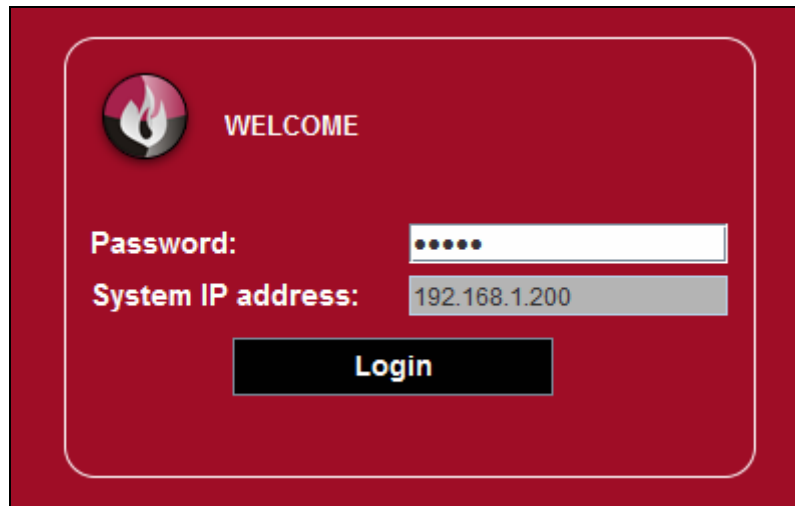 WELCOME
Password: •••••
System IP address: 192.168.1.200
Login